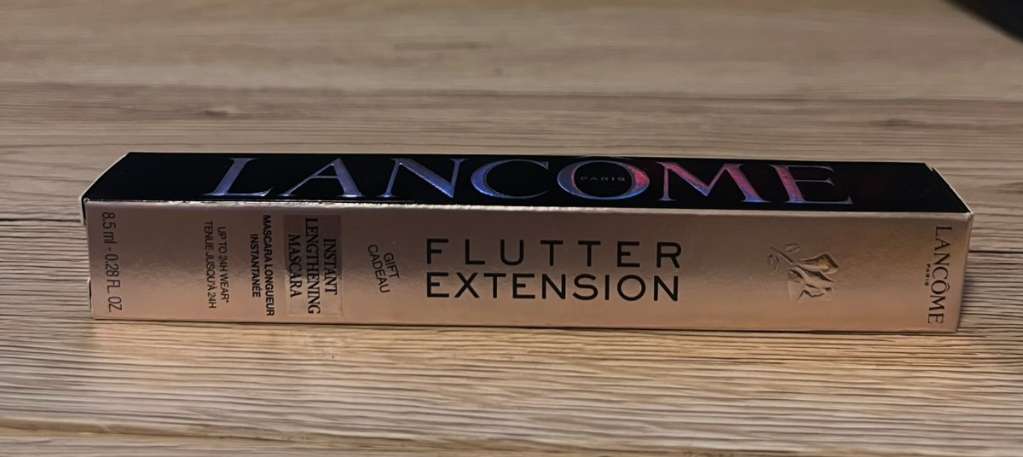 LANCÔME
PARIS
FLUTTER
EXTENSION
GIFT
CADEAU
INSTANT
LENGTHENING
MASCARA
MASCARA LONGUEUR
INSTANTANÉE
UP TO 24H WEAR*
TENUE JUSQU'À 24H
8.5 ml - 0.28 FL. OZ.
LANCÔME
PARIS